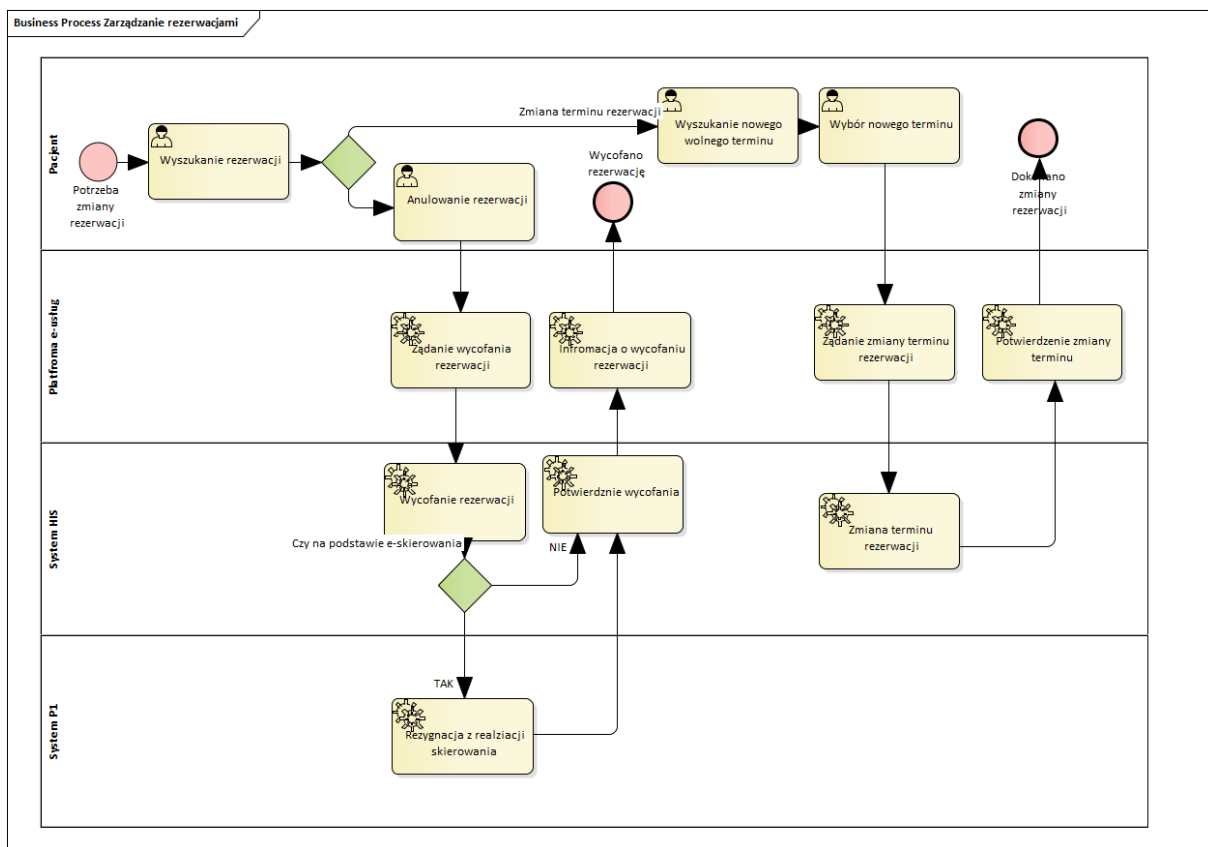 Business Process Zarządzanie rezerwacjami
Pacjent
Potrzeba
zmiany
rezerwacji
Wyszukanie rezerwacji
Zmiana terminu rezerwacji
Anulowanie rezerwacji
Wycofano
rezerwację
Wyszukanie nowego
wolnego terminu
Wybór nowego terminu
Dokonano
zmiany
rezerwacji
Platfroma e-usług
Żądanie wycofania
rezerwacji
Infromacja o wycofaniu
rezerwacji
Żądanie zmiany terminu
rezerwacji
Potwierdzenie zmiany
terminu
System HIS
Wycofanie rezerwacji
Potwierdznie wycofania
Czy na podstawie e-skierowania
NIE
Zmiana terminu
rezerwacji
System P1
TAK
Rezygnacja z realziacji
skierowania